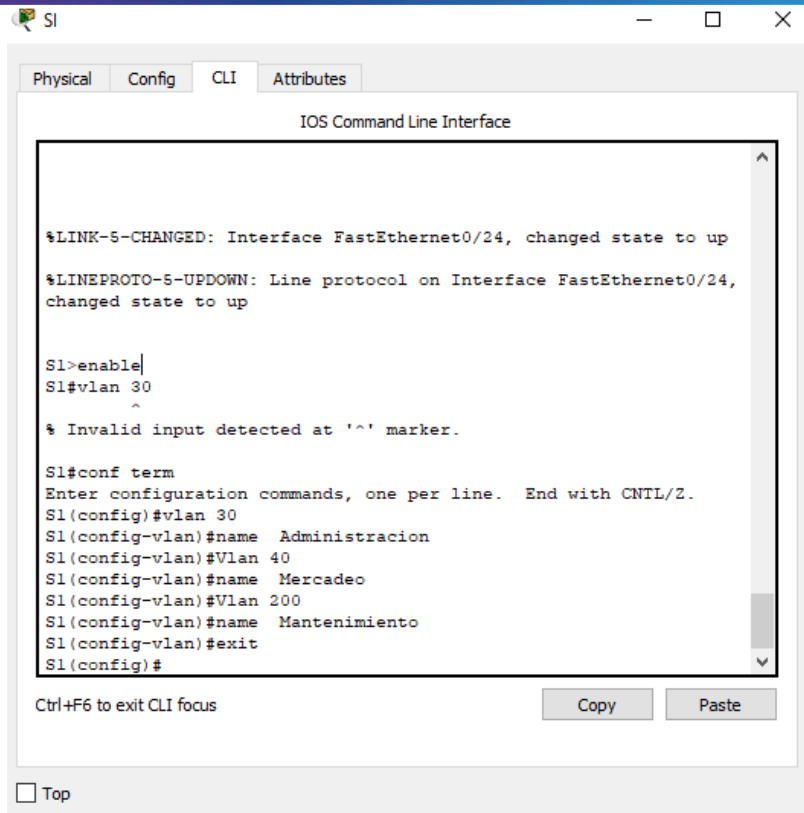 SI
Physical Config CLI Attributes
IOS Command Line Interface
%LINK-5-CHANGED: Interface FastEthernet0/24, changed state to up
%LINEPROTO-5-UPDOWN: Line protocol on Interface FastEthernet0/24,
changed state to up
S1>enable
S1#vlan 30
^
% Invalid input detected at '^' marker.
S1#conf term
Enter configuration commands, one per line.  End with CNTL/Z.
S1(config)#vlan 30
S1(config-vlan)#name  Administracion
S1(config-vlan)#Vlan 40
S1(config-vlan)#name  Mercadeo
S1(config-vlan)#Vlan 200
S1(config-vlan)#name  Mantenimiento
S1(config-vlan)#exit
S1(config)#
Ctrl+F6 to exit CLI focus
Copy Paste
Top